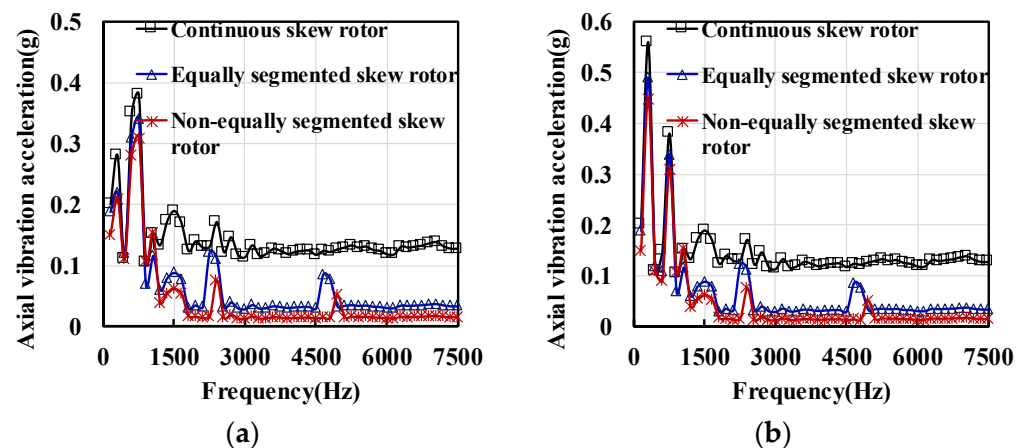 Axial vibration acceleration(g)
0.5
0.4
0.3
0.2
0.1
0
Continuous skew rotor
Equally segmented skew rotor
Non-equally segmented skew
rotor
0 1500 3000 4500 6000 7500
Frequency(Hz)
(a)
Axial vibration acceleration(g)
0.6
0.5
0.4
0.3
0.2
0.1
0
Continuous skew rotor
Equally segmented skew rotor
Non-equally segmented skew
rotor
0 1500 3000 4500 6000 7500
Frequency(Hz)
(b)